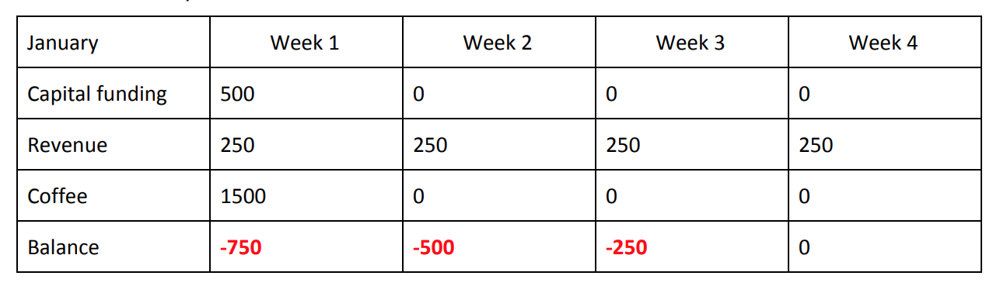 January Week 1 Week 2 Week 3 Week 4
Capital funding 500 0 0 0
Revenue 250 250 250 250
Coffee 1500 0 0 0
Balance -750 -500 -250 0